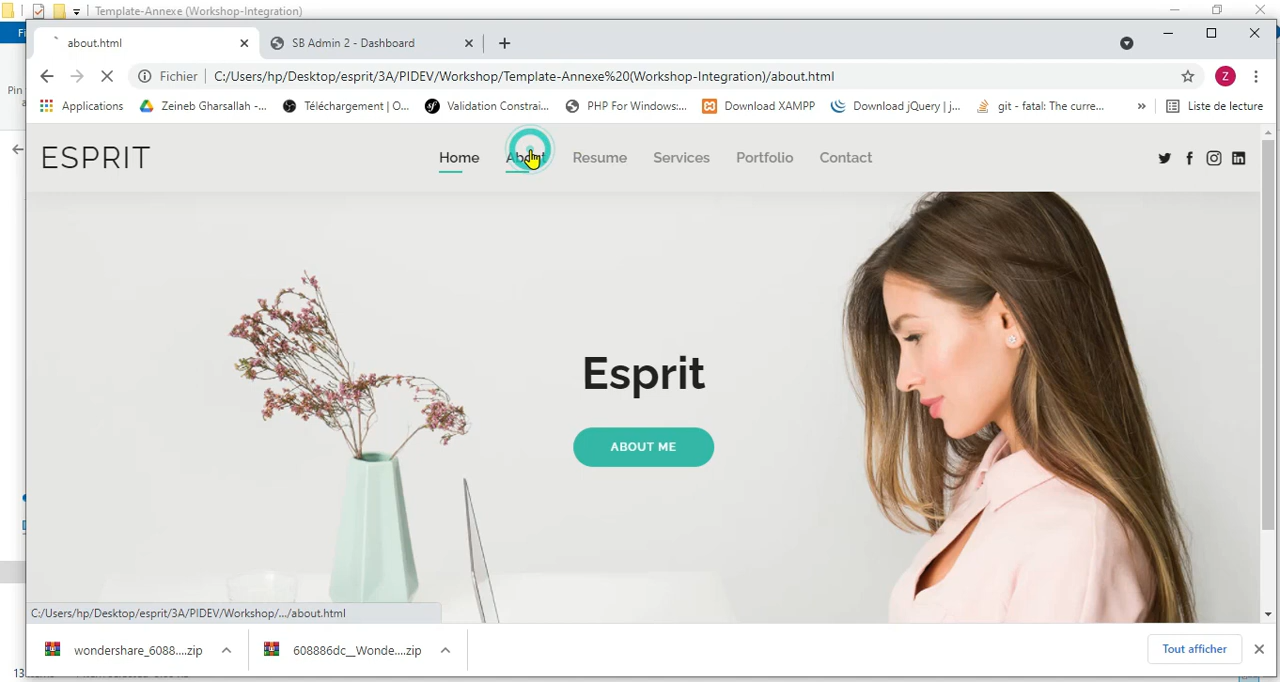 Template-Annexe (Workshop-Integration)
about.html
SB Admin 2 - Dashboard
Fichier
C:/Users/hp/Desktop/esprit/3A/PIDEV/Workshop/Template-Annexe%20(Workshop-Integration)/about.html
Z
Applications
Zeineb Gharsallah -...
Téléchargement | O...
Validation Constrai...
PHP For Windows:...
Download XAMPP
Download jQuery | j...
git - fatal: The curre...
»
Liste de lecture
Pin
ESPRIT
Home
About
Resume
Services
Portfolio
Contact
Esprit
ABOUT ME
C:/Users/hp/Desktop/esprit/3A/PIDEV/Workshop/.../about.html
wondershare_6088....zip
608886dc__Wonde....zip
Tout afficher